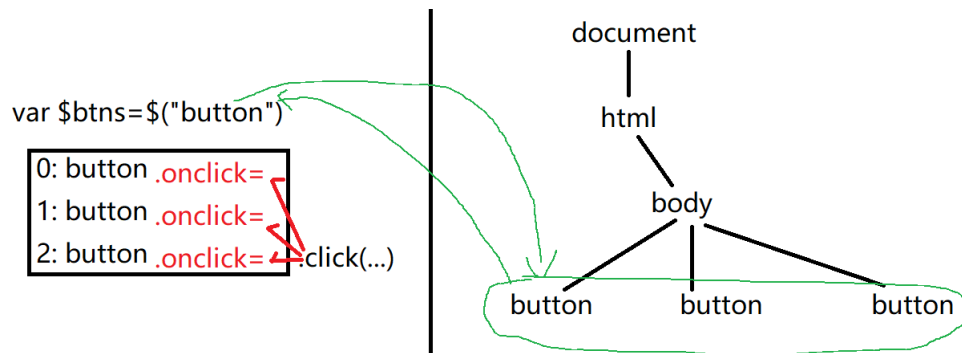 var $btns=$("button")
0: button .onclick=
1: button .onclick=
2: button .onclick= .click(...)
document
html
body
button button button